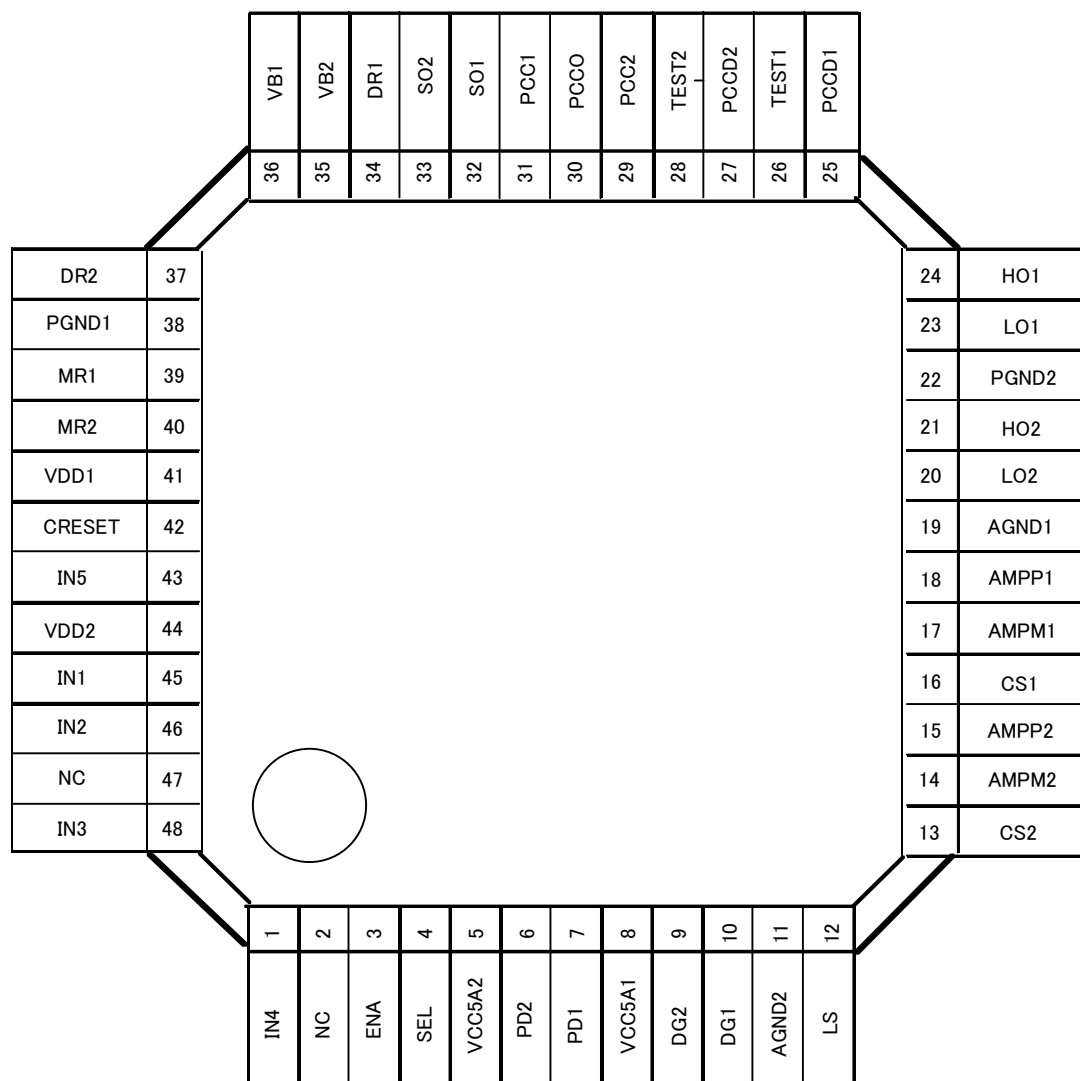 VB1 VB2 DR1 SO2 SO1 PCC1 PCCO PCC2 TEST2 PCCD2 TEST1 PCCD1
36 35 34 33 32 31 30 29 28 27 26 25
DR2 37 24 HO1
PGND1 38 23 LO1
MR1 39 22 PGND2
MR2 40 21 HO2
VDD1 41 20 LO2
CRESET 42 19 AGND1
IN5 43 18 AMPP1
VDD2 44 17 AMPM1
IN1 45 16 CS1
IN2 46 15 AMPP2
NC 47 14 AMPM2
IN3 48 13 CS2
1 2 3 4 5 6 7 8 9 10 11 12
IN4 NC ENA SEL VCC5A2 PD2 PD1 VCC5A1 DG2 DG1 AGND2 LS